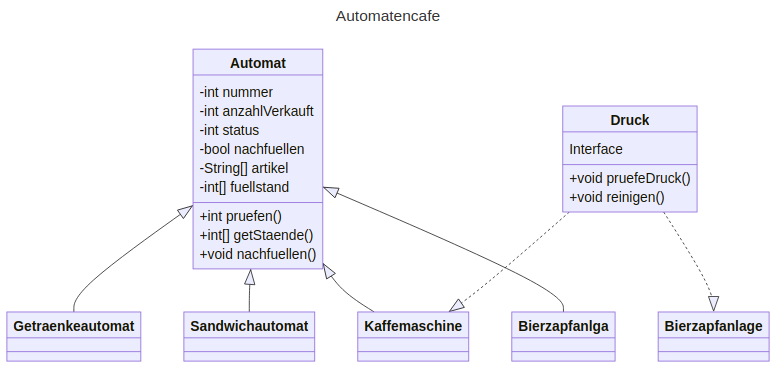 Automatencafe
Automat
-int nummer
-int anzahlVerkauft
-int status
-bool nachfuellen
-String[] artikel
-int[] fuellstand
+int pruefen()
+int[] getStaende()
+void nachfuellen()
Druck
Interface
+void pruefeDruck()
+void reinigen()
Getraenkeautomat
Sandwichautomat
Kaffemaschine
Bierzapfanlga
Bierzapfanlage